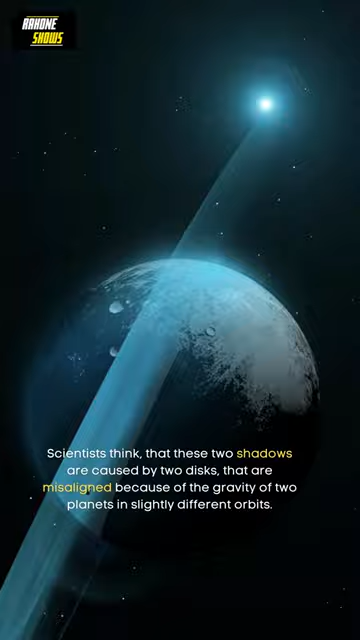 RRHONE
SHOWS
Scientists think, that these two shadows
are caused by two disks, that are
misaligned because of the gravity of two
planets in slightly different orbits.